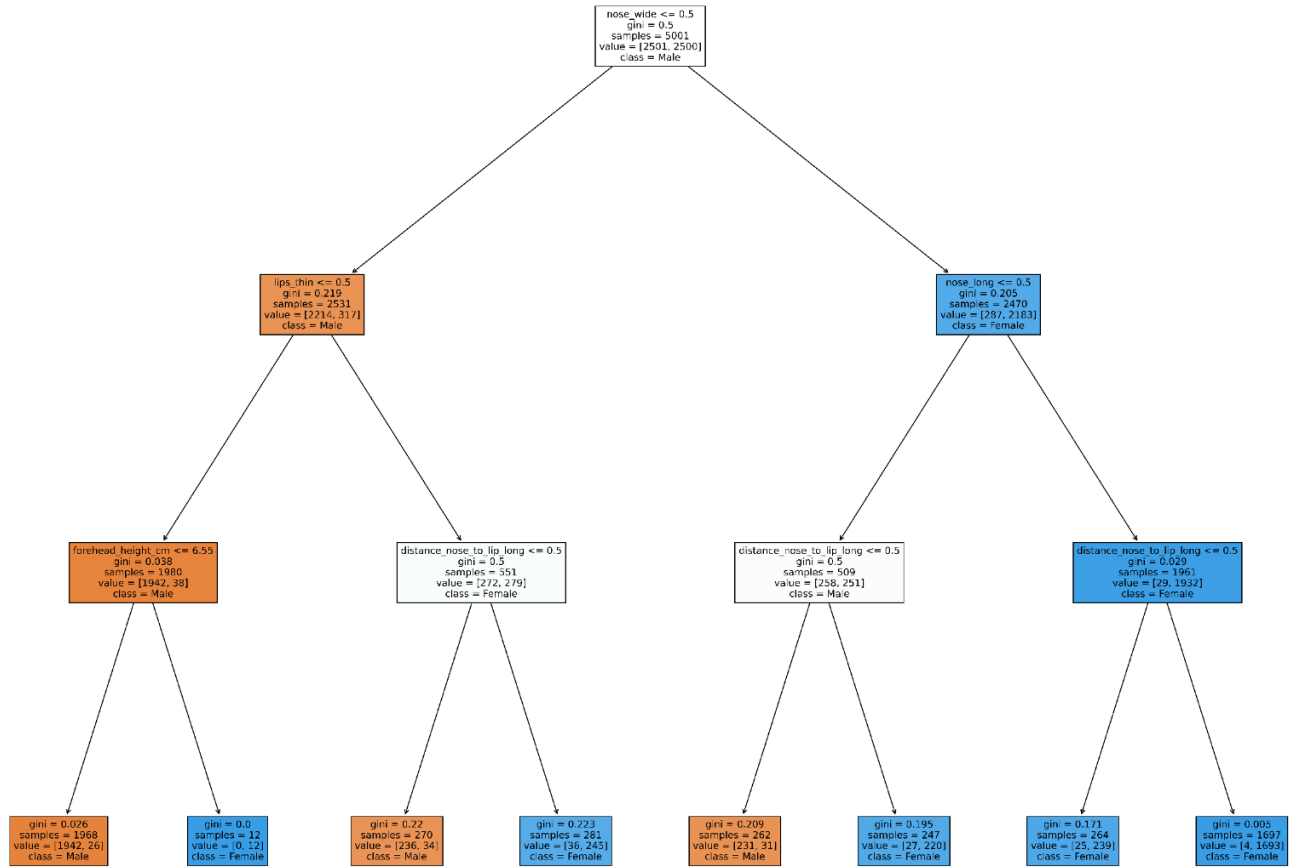 nose_wide <= 0.5
gini = 0.5
samples = 5001
value = [2501, 2500]
class = Male
lips_thin <= 0.5
gini = 0.219
samples = 2531
value = [2214, 317]
class = Male
nose_long <= 0.5
gini = 0.205
samples = 2470
value = [287, 2183]
class = Female
forehead_height_cm <= 6.55
gini = 0.038
samples = 1980
value = [1942, 38]
class = Male
distance_nose_to_lip_long <= 0.5
gini = 0.5
samples = 551
value = [272, 279]
class = Female
distance_nose_to_lip_long <= 0.5
gini = 0.5
samples = 509
value = [258, 251]
class = Male
distance_nose_to_lip_long <= 0.5
gini = 0.029
samples = 1961
value = [29, 1932]
class = Female
gini = 0.026
samples = 1968
value = [1942, 26]
class = Male
gini = 0.0
samples = 12
value = [0, 12]
class = Female
gini = 0.22
samples = 270
value = [236, 34]
class = Male
gini = 0.223
samples = 281
value = [36, 245]
class = Female
gini = 0.209
samples = 262
value = [231, 31]
class = Male
gini = 0.195
samples = 247
value = [27, 220]
class = Female
gini = 0.171
samples = 264
value = [25, 239]
class = Female
gini = 0.005
samples = 1697
value = [4, 1693]
class = Female